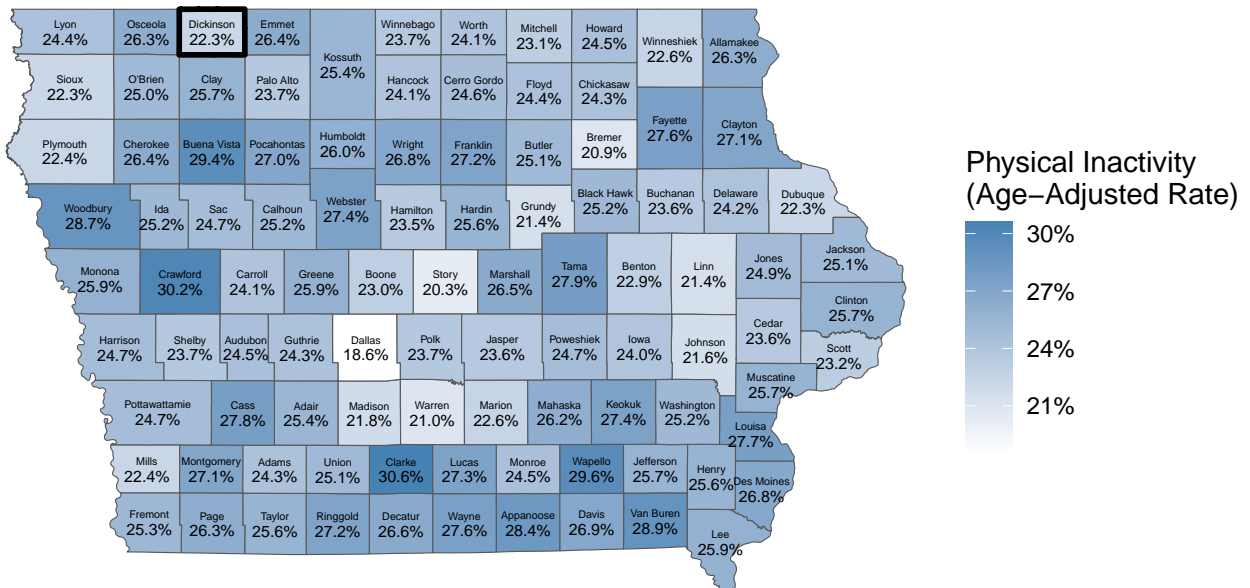 Lyon
24.4%
Osceola
26.3%
Dickinson
22.3%
Emmet
26.4%
Winnebago
23.7%
Worth
24.1%
Mitchell
23.1%
Howard
24.5%
Winneshiek
22.6%
Allamakee
26.3%
Kossuth
25.4%
Sioux
22.3%
O'Brien
25.0%
Clay
25.7%
Palo Alto
23.7%
Hancock
24.1%
Cerro Gordo
24.6%
Floyd
24.4%
Chickasaw
24.3%
Fayette
27.6%
Clayton
27.1%
Plymouth
22.4%
Cherokee
26.4%
Buena Vista
29.4%
Pocahontas
27.0%
Humboldt
26.0%
Wright
26.8%
Franklin
27.2%
Butler
25.1%
Bremer
20.9%
Woodbury
28.7%
Ida
25.2%
Sac
24.7%
Calhoun
25.2%
Webster
27.4%
Hamilton
23.5%
Hardin
25.6%
Grundy
21.4%
Black Hawk
25.2%
Buchanan
23.6%
Delaware
24.2%
Dubuque
22.3%
Monona
25.9%
Crawford
30.2%
Carroll
24.1%
Greene
25.9%
Boone
23.0%
Story
20.3%
Marshall
26.5%
Tama
27.9%
Benton
22.9%
Linn
21.4%
Jones
24.9%
Jackson
25.1%
Clinton
25.7%
Harrison
24.7%
Shelby
23.7%
Audubon
24.5%
Guthrie
24.3%
Dallas
18.6%
Polk
23.7%
Jasper
23.6%
Poweshiek
24.7%
Iowa
24.0%
Johnson
21.6%
Cedar
23.6%
Scott
23.2%
Muscatine
25.7%
Pottawattamie
24.7%
Cass
27.8%
Adair
25.4%
Madison
21.8%
Warren
21.0%
Marion
22.6%
Mahaska
26.2%
Keokuk
27.4%
Washington
25.2%
Louisa
27.7%
Mills
22.4%
Montgomery
27.1%
Adams
24.3%
Union
25.1%
Clarke
30.6%
Lucas
27.3%
Monroe
24.5%
Wapello
29.6%
Jefferson
25.7%
Henry
25.6%
Des Moines
26.8%
Fremont
25.3%
Page
26.3%
Taylor
25.6%
Ringgold
27.2%
Decatur
26.6%
Wayne
27.6%
Appanoose
28.4%
Davis
26.9%
Van Buren
28.9%
Lee
25.9%
Physical Inactivity
(Age−Adjusted Rate)
30%
27%
24%
21%